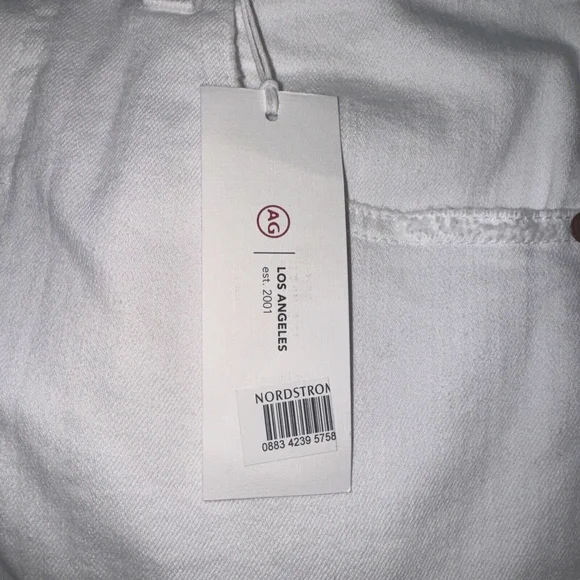 AG
LOS ANGELES
est. 2001
NORDSTROM
0883 4239 5758